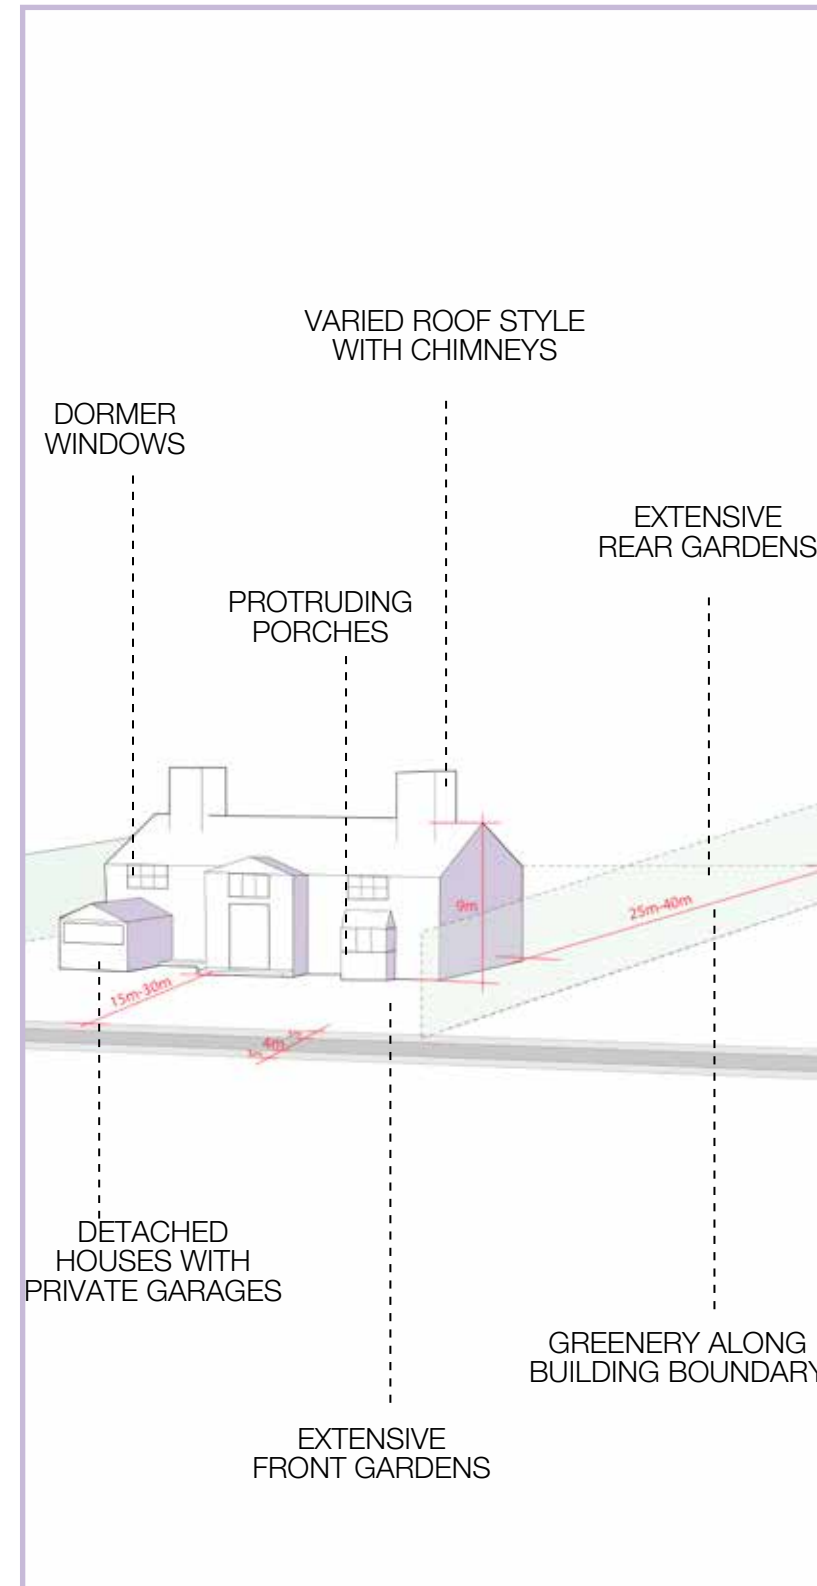 VARIED ROOF STYLE
WITH CHIMNEYS
DORMER
WINDOWS
EXTENSIVE
REAR GARDENS
PROTRUDING
PORCHES
9m
25m-40m
15m-30m
4m
DETACHED
HOUSES WITH
PRIVATE GARAGES
GREENERY ALONG
BUILDING BOUNDARY
EXTENSIVE
FRONT GARDENS